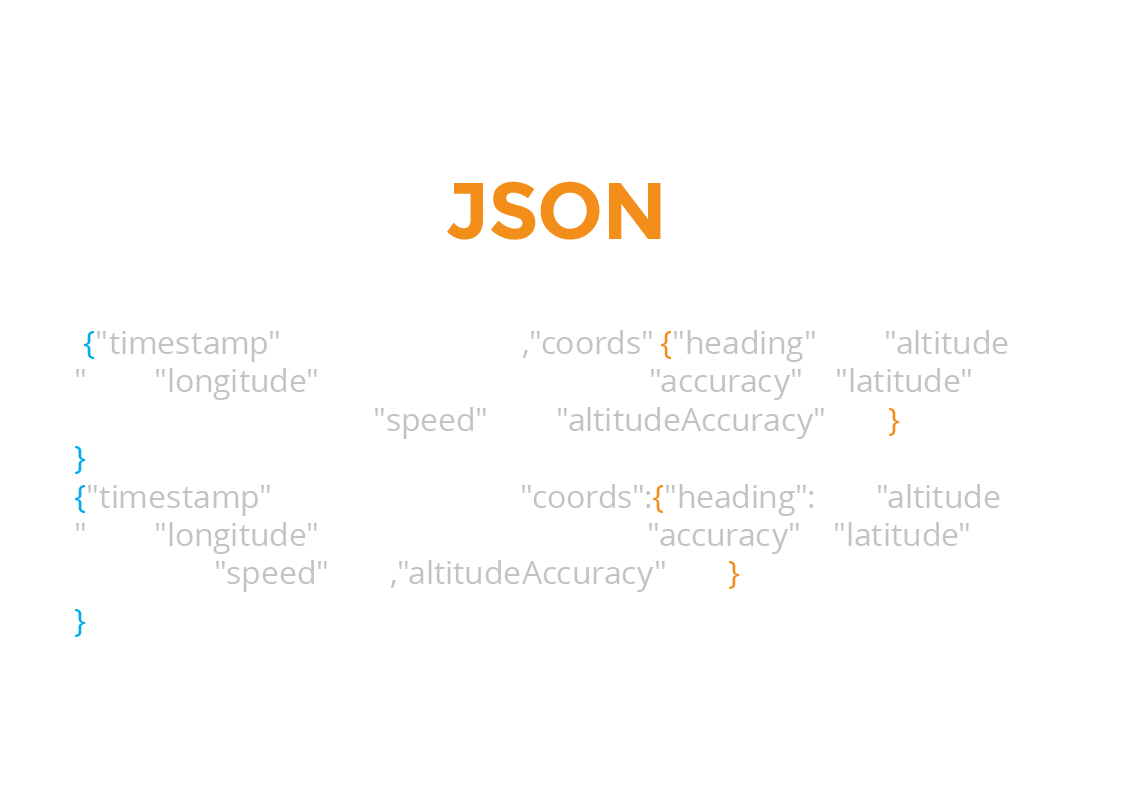 JSON
{"timestamp" ,"coords" {"heading" "altitude
" "longitude" "accuracy" "latitude"
"speed" "altitudeAccuracy" }
}
{"timestamp" "coords":{"heading": "altitude
" "longitude" "accuracy" "latitude"
"speed" ,"altitudeAccuracy" }
}